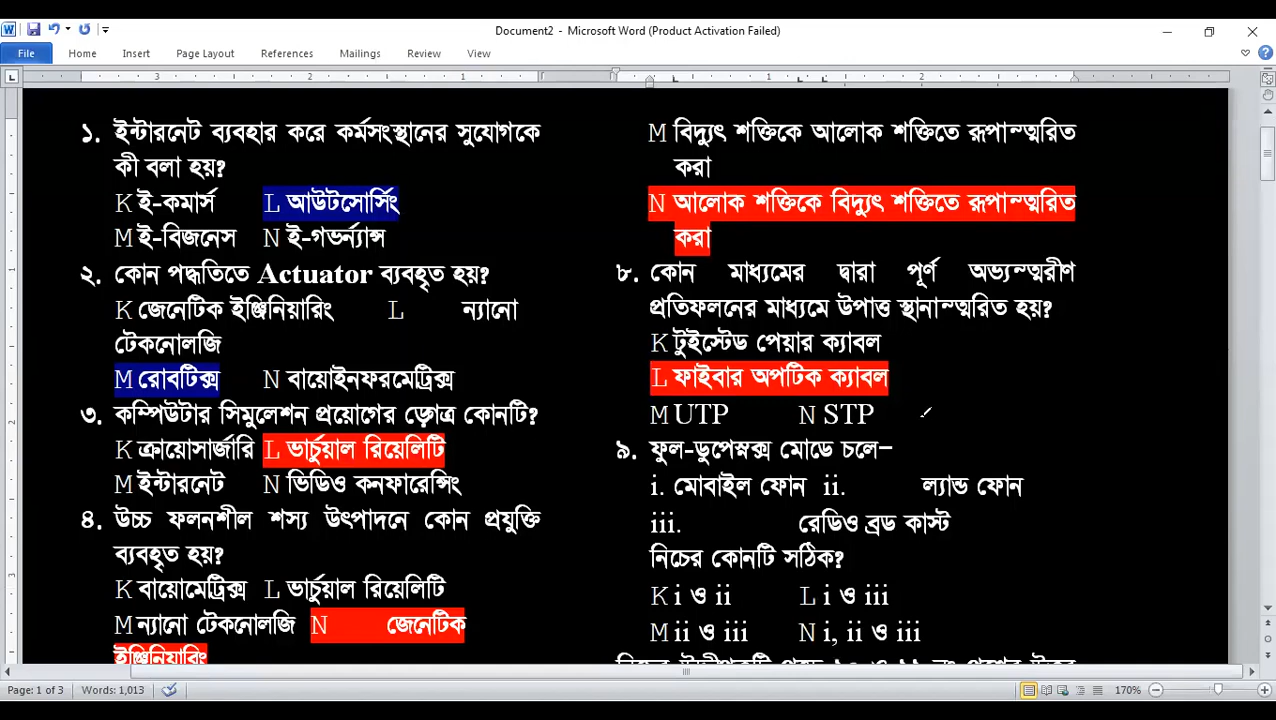 Document2 - Microsoft Word (Product Activation Failed)
File Home Insert Page Layout References Mailings Review View
১. ইন্টারনেট ব্যবহার করে কর্মসংস্থানের সুযোগকে
কী বলা হয়?
K ই-কমার্স L আউটসোর্সিং
M ই-বিজনেস N ই-গভর্ন্যান্স
২. কোন পদ্ধতিতে Actuator ব্যবহৃত হয়?
K জেনেটিক ইঞ্জিনিয়ারিং L ন্যানো
টেকনোলজি
M রোবটিক্স N বায়োইনফরমেট্রিক্স
৩. কম্পিউটার সিমুলেশন প্রয়োগের ক্ষেত্র কোনটি?
K ক্রায়োসার্জারি L ভার্চুয়াল রিয়েলিটি
M ইন্টারনেট N ভিডিও কনফারেন্সিং
৪. উচ্চ ফলনশীল শস্য উৎপাদনে কোন প্রযুক্তি
ব্যবহৃত হয়?
K বায়োমেট্রিক্স L ভার্চুয়াল রিয়েলিটি
M ন্যানো টেকনোলজি N জেনেটিক
ইঞ্জিনিয়ারিং
M বিদ্যুৎ শক্তিকে আলোক শক্তিতে রূপান্তরিত
করা
N আলোক শক্তিকে বিদ্যুৎ শক্তিতে রূপান্তরিত
করা
৮. কোন মাধ্যমের দ্বারা পূর্ণ অভ্যন্তরীণ
প্রতিফলনের মাধ্যমে উপাত্ত স্থানান্তরিত হয়?
K টুইস্টেড পেয়ার ক্যাবল
L ফাইবার অপটিক ক্যাবল
M UTP N STP
৯. ফুল-ডুপ্লেক্স মোডে চলে–
i. মোবাইল ফোন ii. ল্যান্ড ফোন
iii. রেডিও ব্রড কাস্ট
নিচের কোনটি সঠিক?
K i ও ii L i ও iii
M ii ও iii N i, ii ও iii
Page: 1 of 3 Words: 1,013 170%